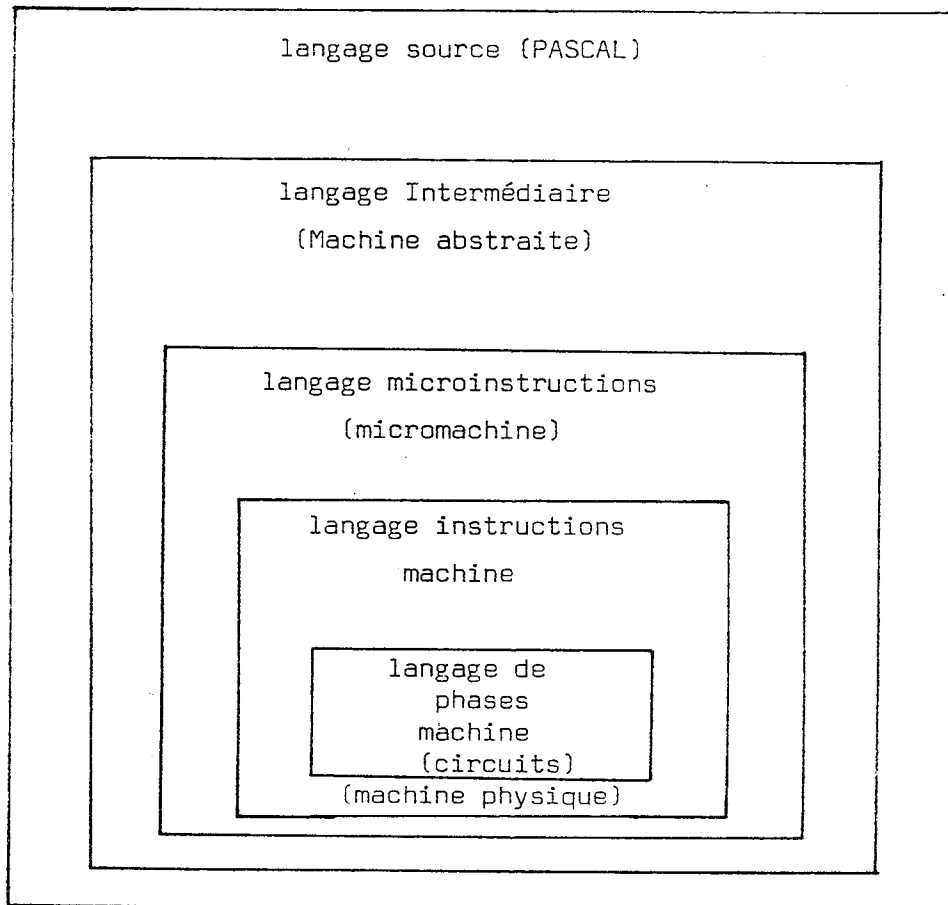 langage source (PASCAL)
langage Intermédiaire
(Machine abstraite)
langage microinstructions
(micromachine)
langage instructions
machine
langage de
phases
machine
(circuits)
(machine physique)